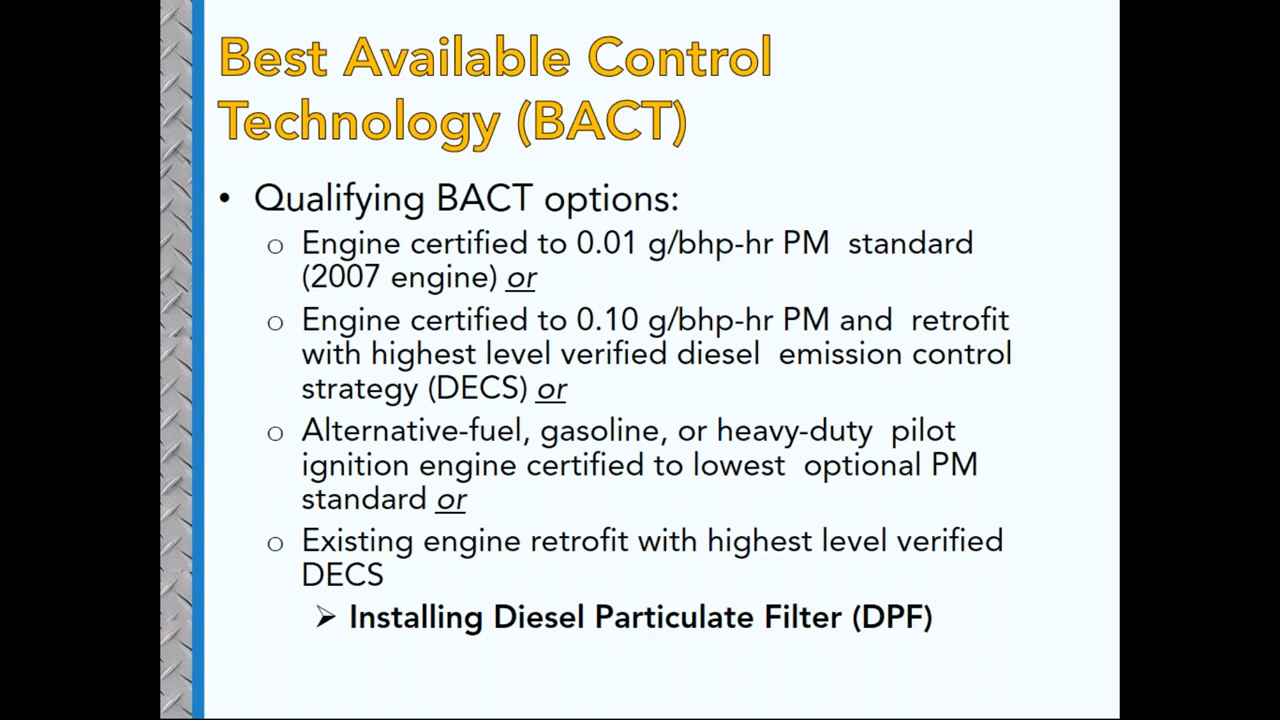 Best Available Control
Technology (BACT)
• Qualifying BACT options:
o Engine certified to 0.01 g/bhp-hr PM standard
(2007 engine) or
o Engine certified to 0.10 g/bhp-hr PM and retrofit
with highest level verified diesel emission control
strategy (DECS) or
o Alternative-fuel, gasoline, or heavy-duty pilot
ignition engine certified to lowest optional PM
standard or
o Existing engine retrofit with highest level verified
DECS
➢ Installing Diesel Particulate Filter (DPF)